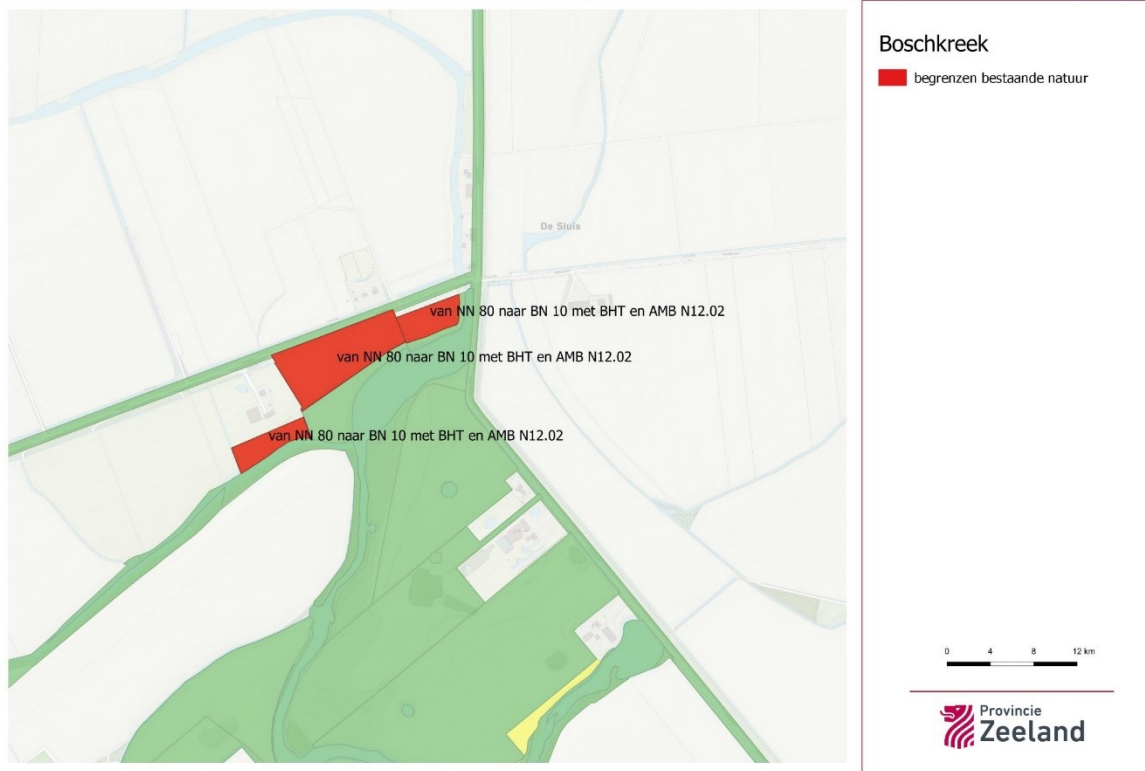 Boschkreek
begrenzen bestaande natuur
De Sluis
van NN 80 naar BN 10 met BHT en AMB N12.02
van NN 80 naar BN 10 met BHT en AMB N12.02
van NN 80 naar BN 10 met BHT en AMB N12.02
0 4 8 12 km
Provincie
Zeeland